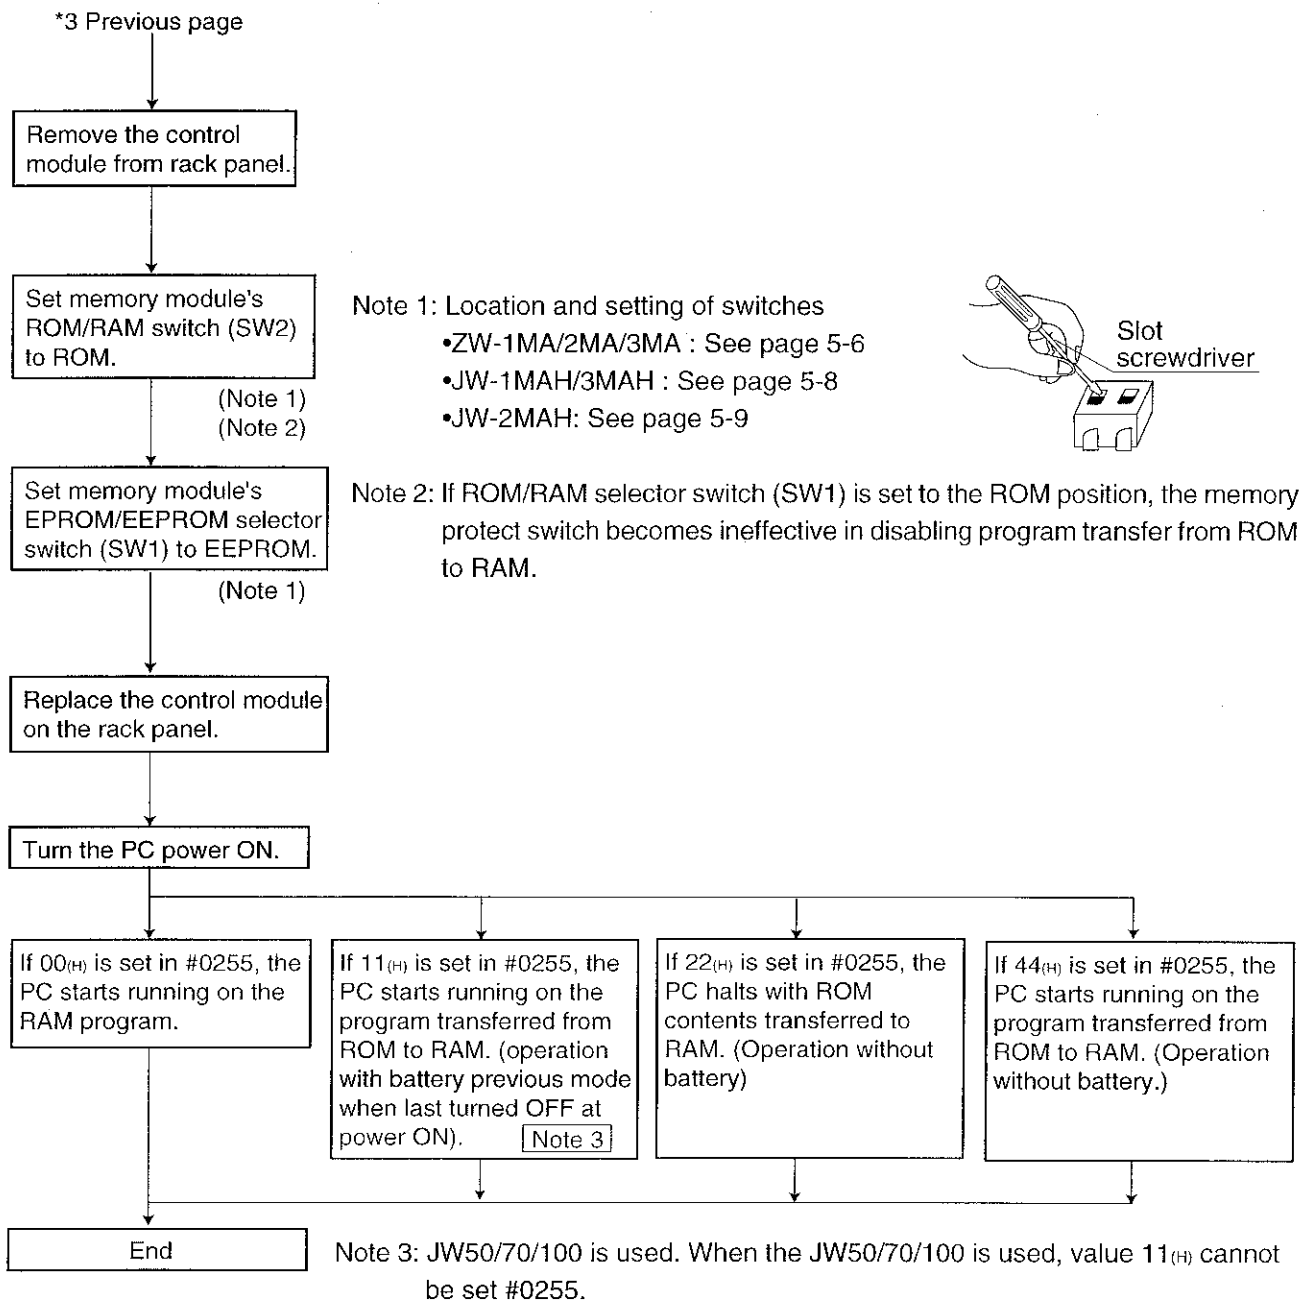 *3 Previous page
Remove the control
module from rack panel.
Set memory module's
ROM/RAM switch (SW2)
to ROM.
(Note 1)
(Note 2)
Note 1: Location and setting of switches
•ZW-1MA/2MA/3MA : See page 5-6
•JW-1MAH/3MAH : See page 5-8
•JW-2MAH: See page 5-9
Slot
screwdriver
Set memory module's
EPROM/EEPROM selector
switch (SW1) to EEPROM.
(Note 1)
Note 2: If ROM/RAM selector switch (SW1) is set to the ROM position, the memory
protect switch becomes ineffective in disabling program transfer from ROM
to RAM.
Replace the control module
on the rack panel.
Turn the PC power ON.
If 00(H) is set in #0255, the
PC starts running on the
RAM program.
If 11(H) is set in #0255, the
PC starts running on the
program transferred from
ROM to RAM. (operation
with battery previous mode
when last turned OFF at
power ON).
Note 3
If 22(H) is set in #0255, the
PC halts with ROM
contents transferred to
RAM. (Operation without
battery)
If 44(H) is set in #0255, the
PC starts running on the
program transferred from
ROM to RAM. (Operation
without battery.)
End
Note 3: JW50/70/100 is used. When the JW50/70/100 is used, value 11(H) cannot
be set #0255.